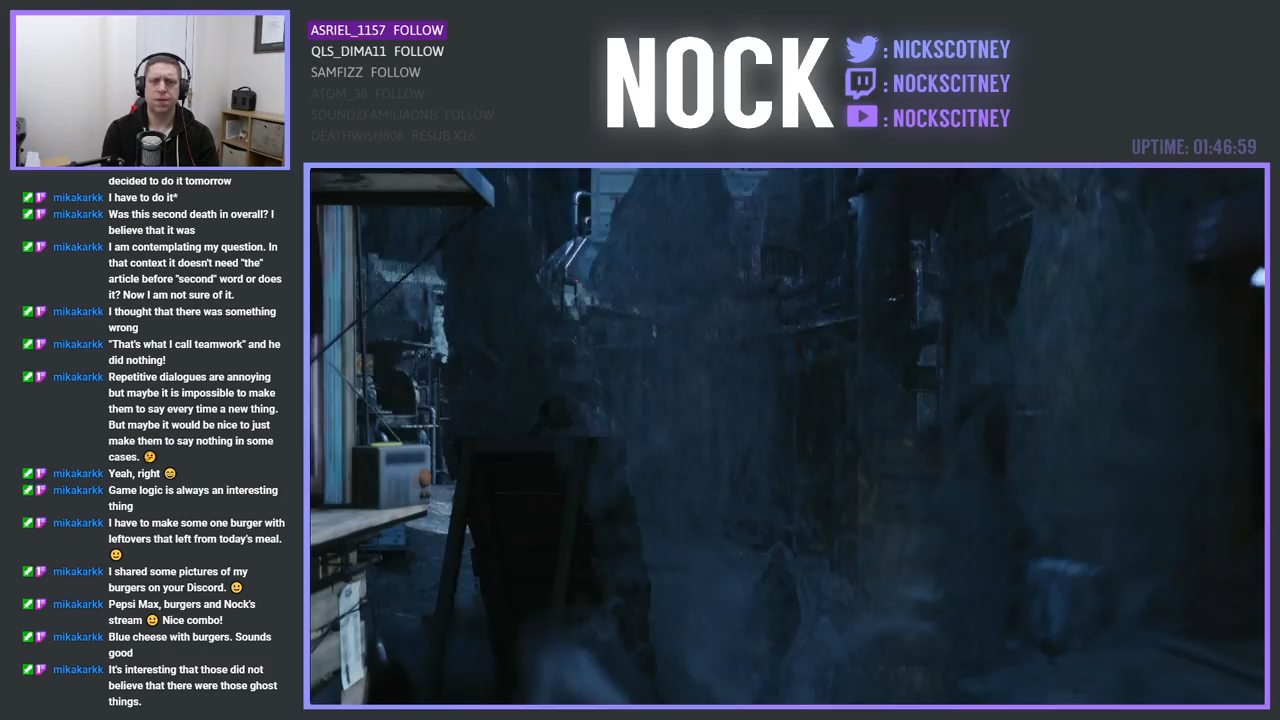 ASRIEL_1157 FOLLOW
QLS_DIMA11 FOLLOW
SAMFIZZ FOLLOW
ATOM_38 FOLLOW
SOUNDZFAMILIADNB FOLLOW
DEATHWISH808 RESUB X16
NOCK
: NICKSCOTNEY
: NOCKSCITNEY
: NOCKSCITNEY
UPTIME: 01:46:59
decided to do it tomorrow
mikakarkk I have to do it*
mikakarkk Was this second death in overall? I
believe that it was
mikakarkk I am contemplating my question. In
that context it doesn't need "the"
article before "second" word or does
it? Now I am not sure of it.
mikakarkk I thought that there was something
wrong
mikakarkk "That's what I call teamwork" and he
did nothing!
mikakarkk Repetitive dialogues are annoying
but maybe it is impossible to make
them to say every time a new thing.
But maybe it would be nice to just
make them to say nothing in some
cases. 🤔
mikakarkk Yeah, right 😄
mikakarkk Game logic is always an interesting
thing
mikakarkk I have to make some one burger with
leftovers that left from today's meal.
🙂
mikakarkk I shared some pictures of my
burgers on your Discord. 😀
mikakarkk Pepsi Max, burgers and Nock's
stream 😀 Nice combo!
mikakarkk Blue cheese with burgers. Sounds
good
mikakarkk It's interesting that those did not
believe that there were those ghost
things.